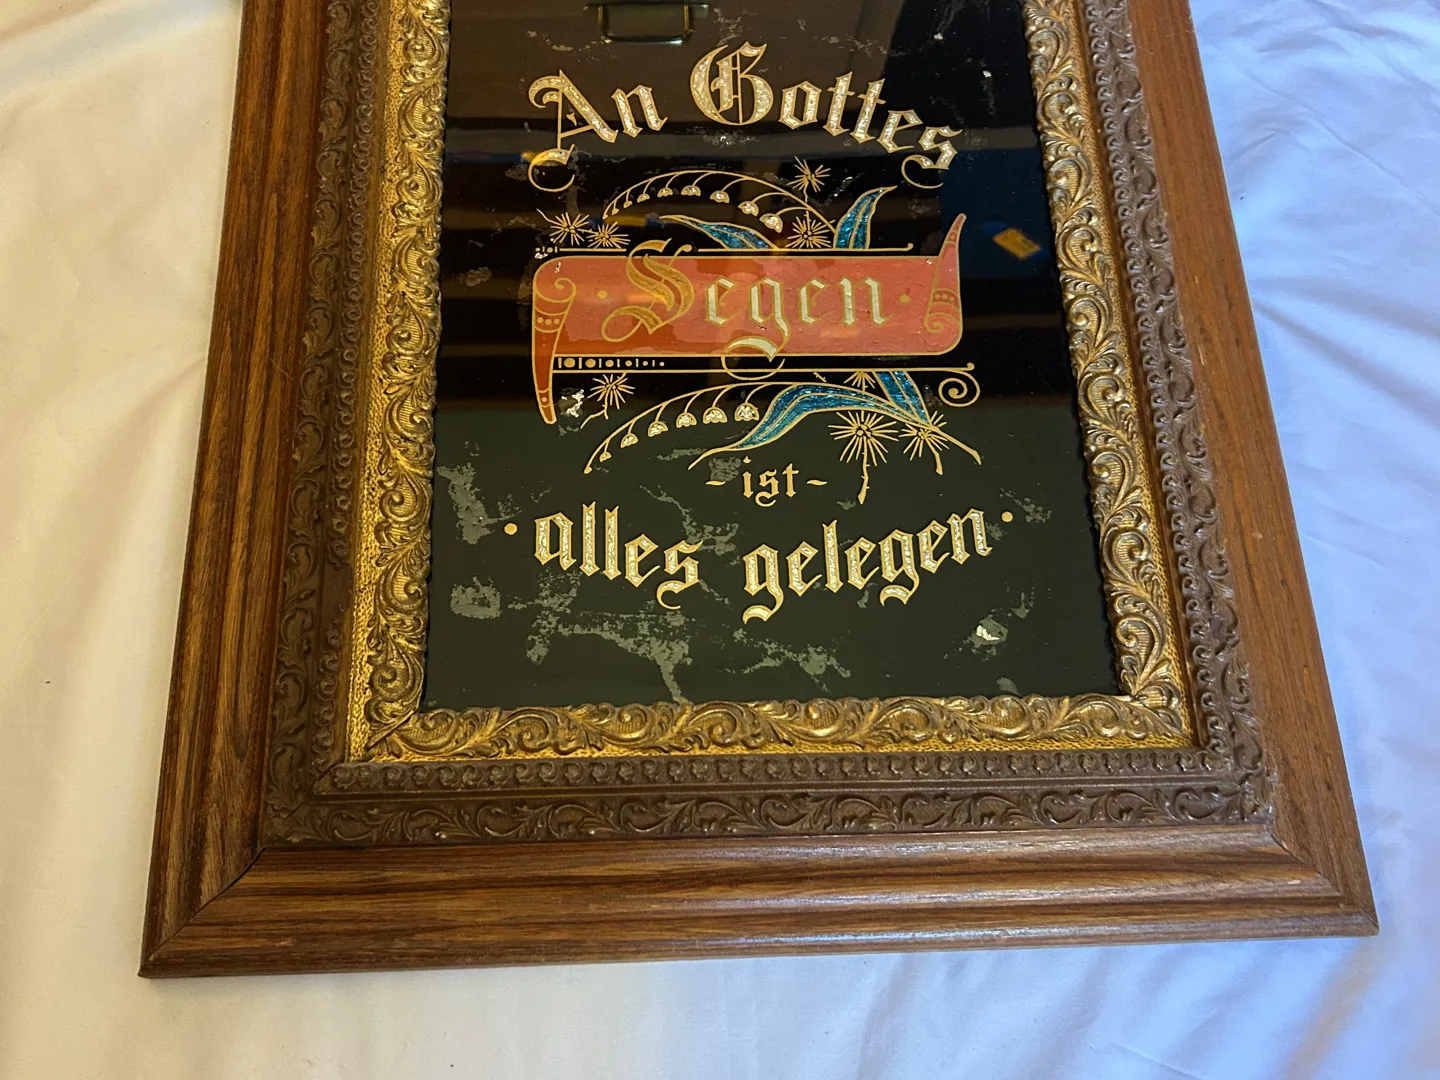 An Gottes
Segen
- ist -
• alles gelegen •